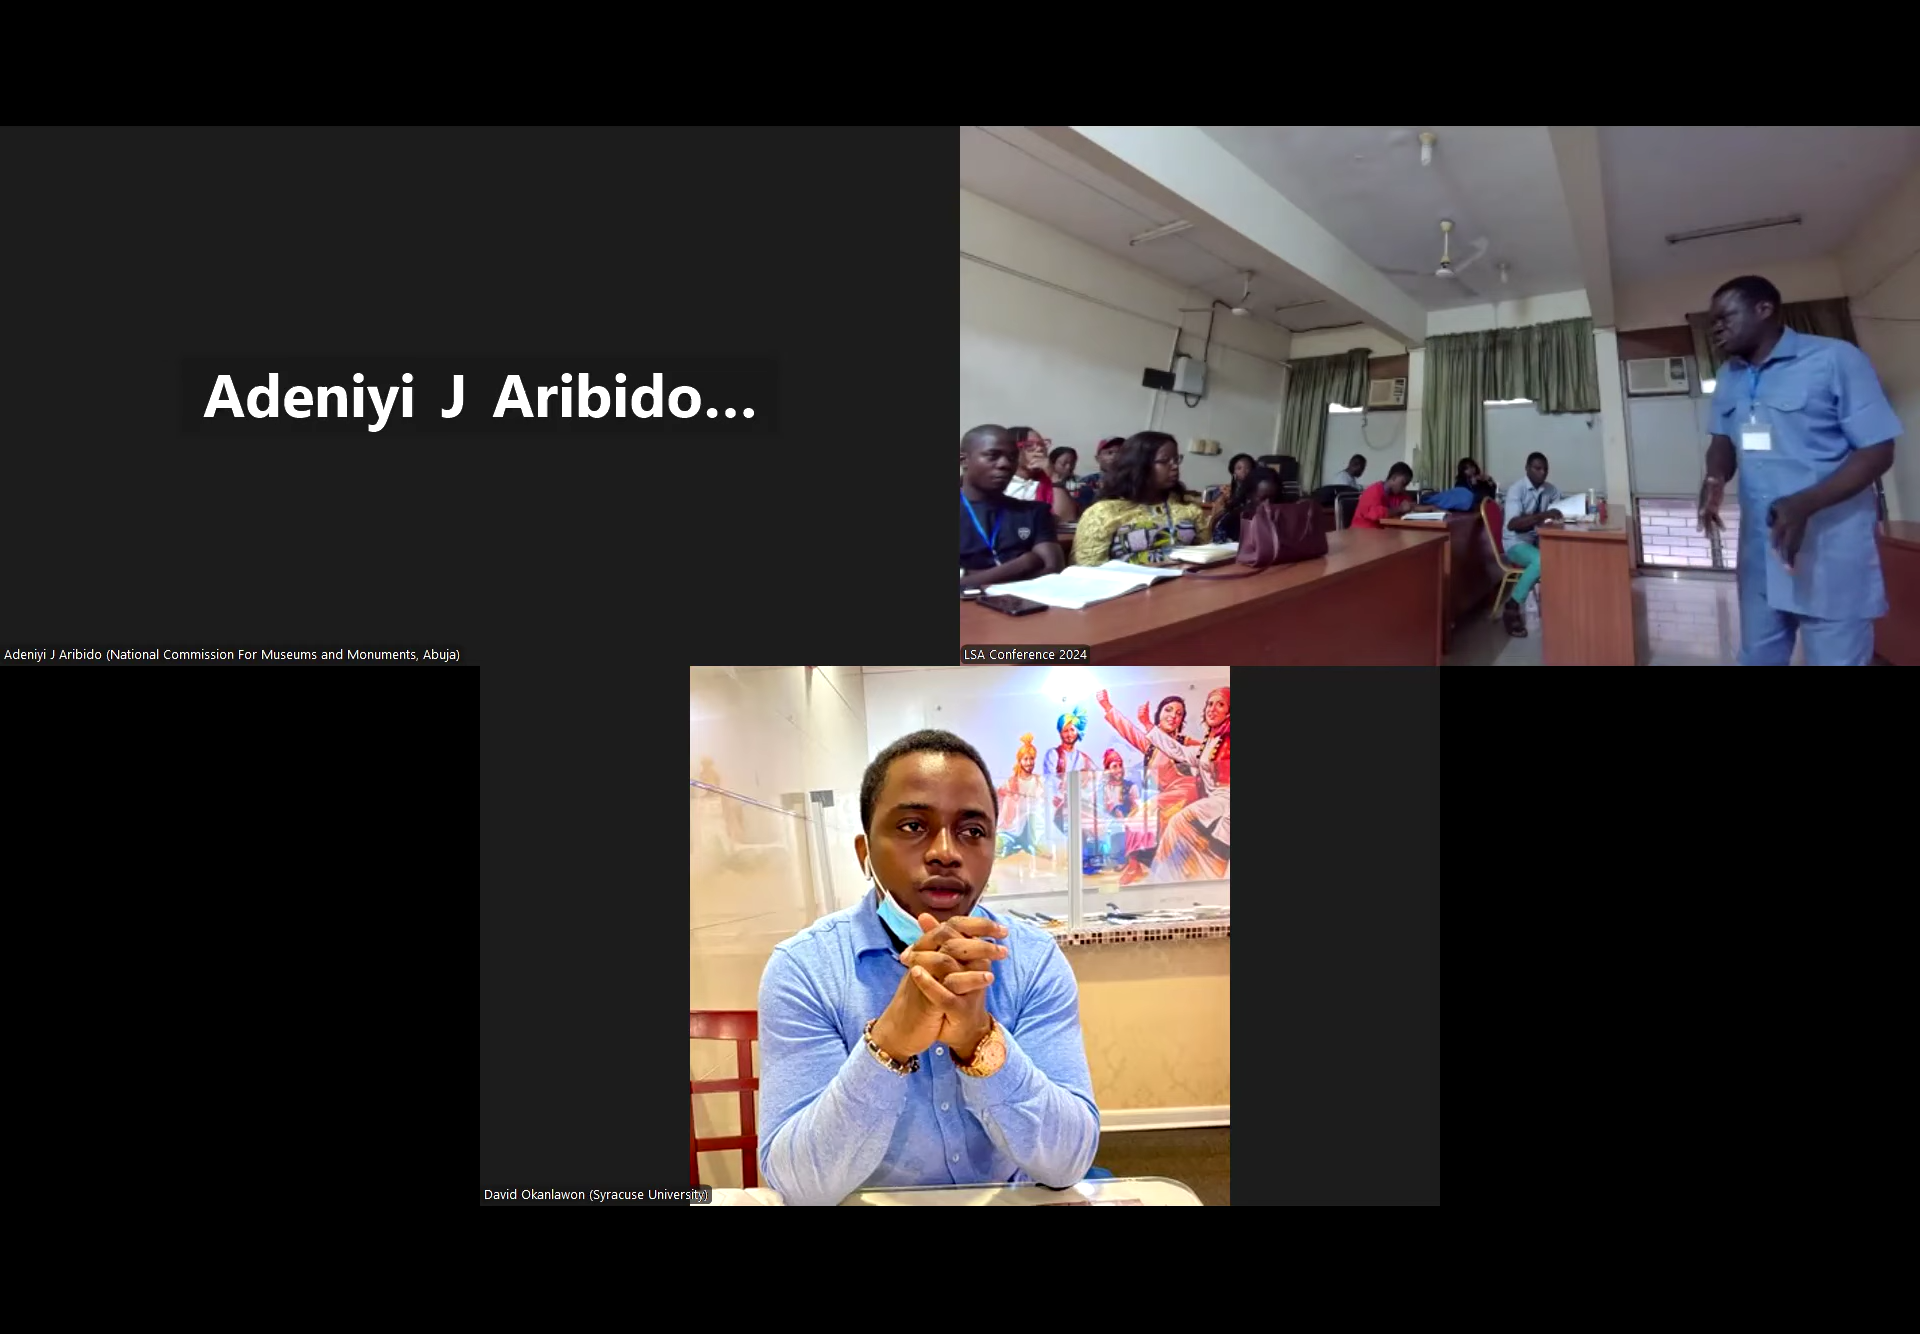 Adeniyi J Aribido...
Adeniyi J Aribido (National Commission For Museums and Monuments, Abuja)
LSA Conference 2024
David Okanlawon (Syracuse University)